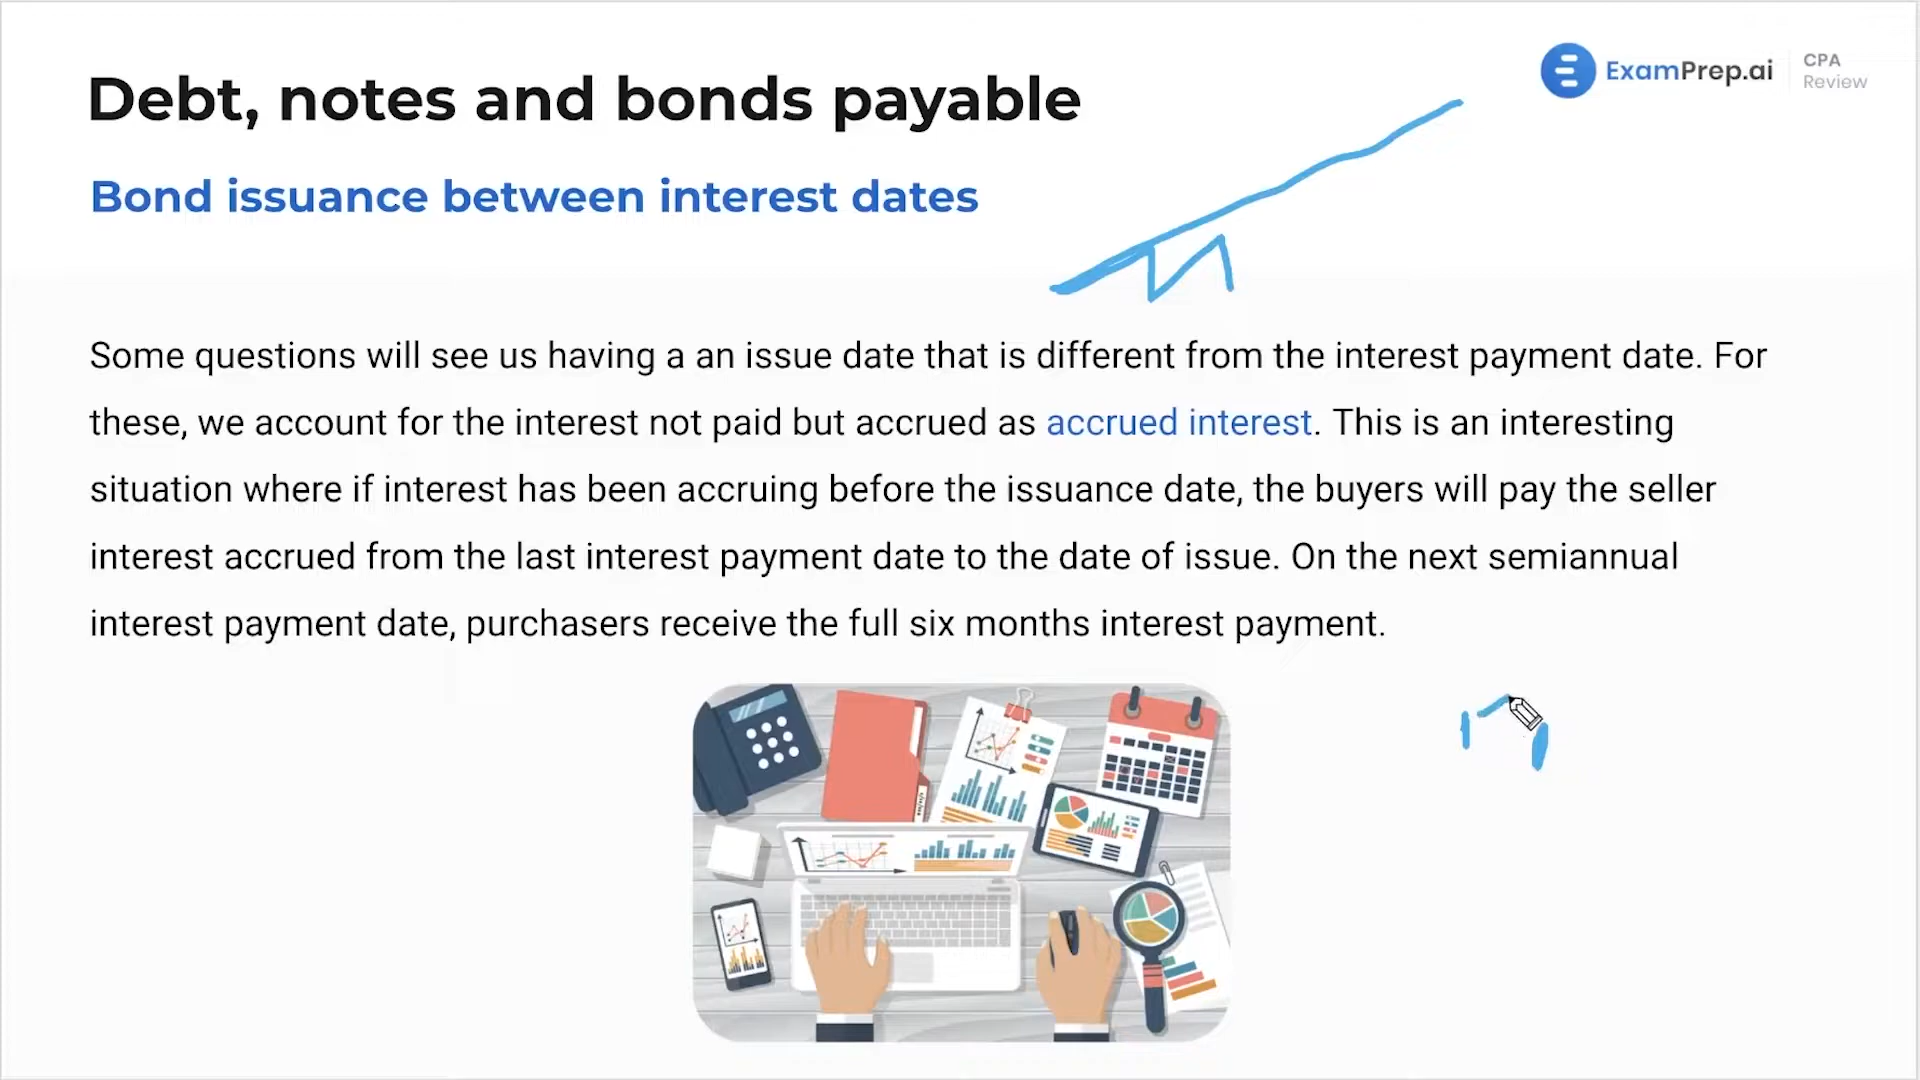 Debt, notes and bonds payable
ExamPrep.ai
CPA
Review
Bond issuance between interest dates
Some questions will see us having a an issue date that is different from the interest payment date. For
these, we account for the interest not paid but accrued as accrued interest. This is an interesting
situation where if interest has been accruing before the issuance date, the buyers will pay the seller
interest accrued from the last interest payment date to the date of issue. On the next semiannual
interest payment date, purchasers receive the full six months interest payment.